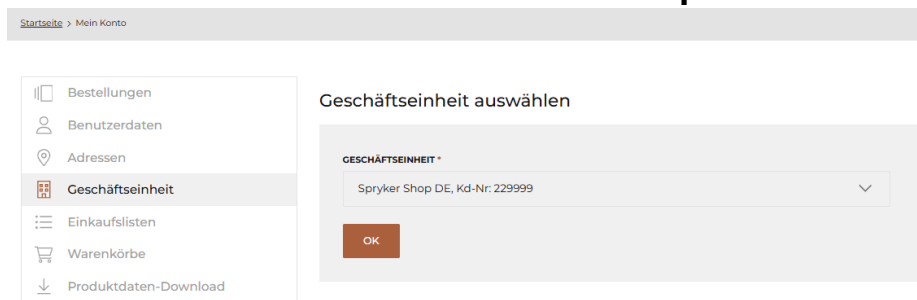 Startseite > Mein Konto
Bestellungen
Benutzerdaten
Adressen
Geschäftseinheit
Einkaufslisten
Warenkörbe
Produktdaten-Download
Geschäftseinheit auswählen
GESCHÄFTSEINHEIT *
Spryker Shop DE, Kd-Nr: 229999
OK